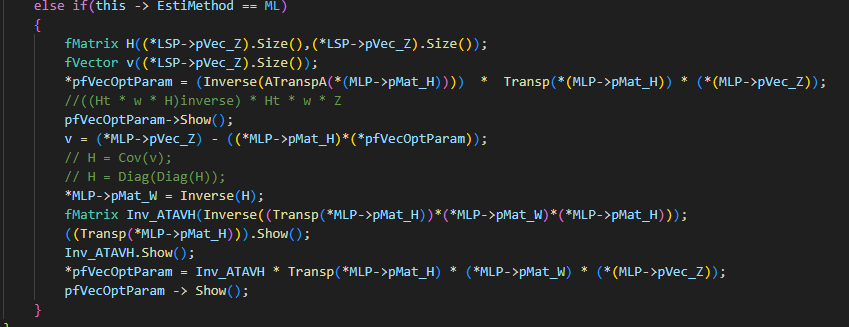 else if(this -> EstiMethod == ML)
{
fMatrix H((*LSP->pVec_Z).Size(),(*LSP->pVec_Z).Size());
fVector v((*LSP->pVec_Z).Size());
*pfVecOptParam = (Inverse(ATranspA(*(MLP->pMat_H)))) * Transp(*(MLP->pMat_H)) * (*(MLP->pVec_Z));
//((Ht * w * H)inverse) * Ht * w * Z
pfVecOptParam->Show();
v = (*MLP->pVec_Z) - ((*MLP->pMat_H)*(*pfVecOptParam));
// H = Cov(v);
// H = Diag(Diag(H));
*MLP->pMat_W = Inverse(H);
fMatrix Inv_ATAVH(Inverse((Transp(*MLP->pMat_H))*(*MLP->pMat_W)*(*MLP->pMat_H)));
((Transp(*MLP->pMat_H))).Show();
Inv_ATAVH.Show();
*pfVecOptParam = Inv_ATAVH * Transp(*MLP->pMat_H) * (*MLP->pMat_W) * (*(MLP->pVec_Z));
pfVecOptParam -> Show();
}
}